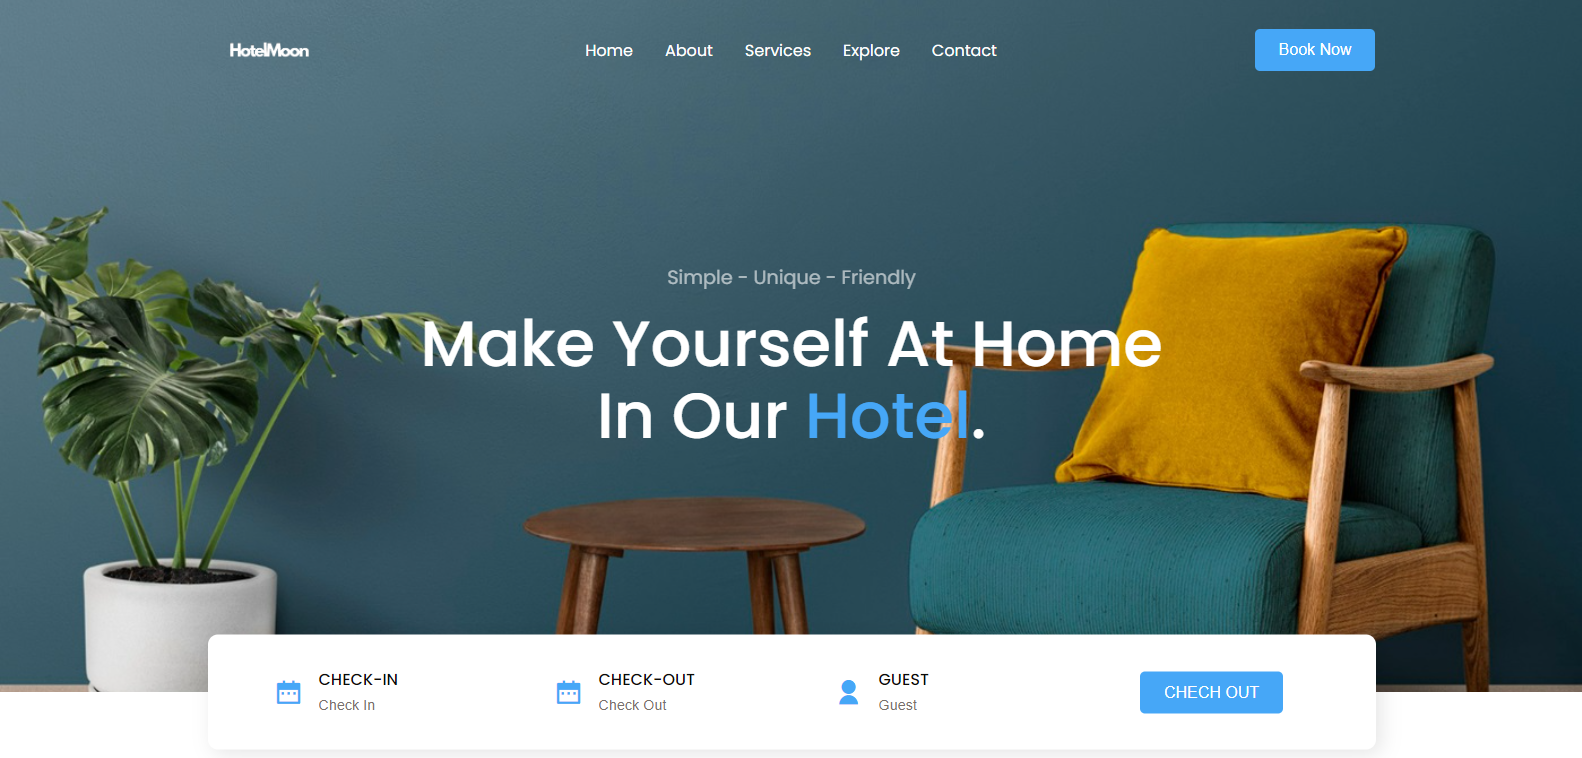 HotelMoon
Home About Services Explore Contact
Book Now
Simple - Unique - Friendly
Make Yourself At Home
In Our Hotel.
CHECK-IN
Check In
CHECK-OUT
Check Out
GUEST
Guest
CHECH OUT